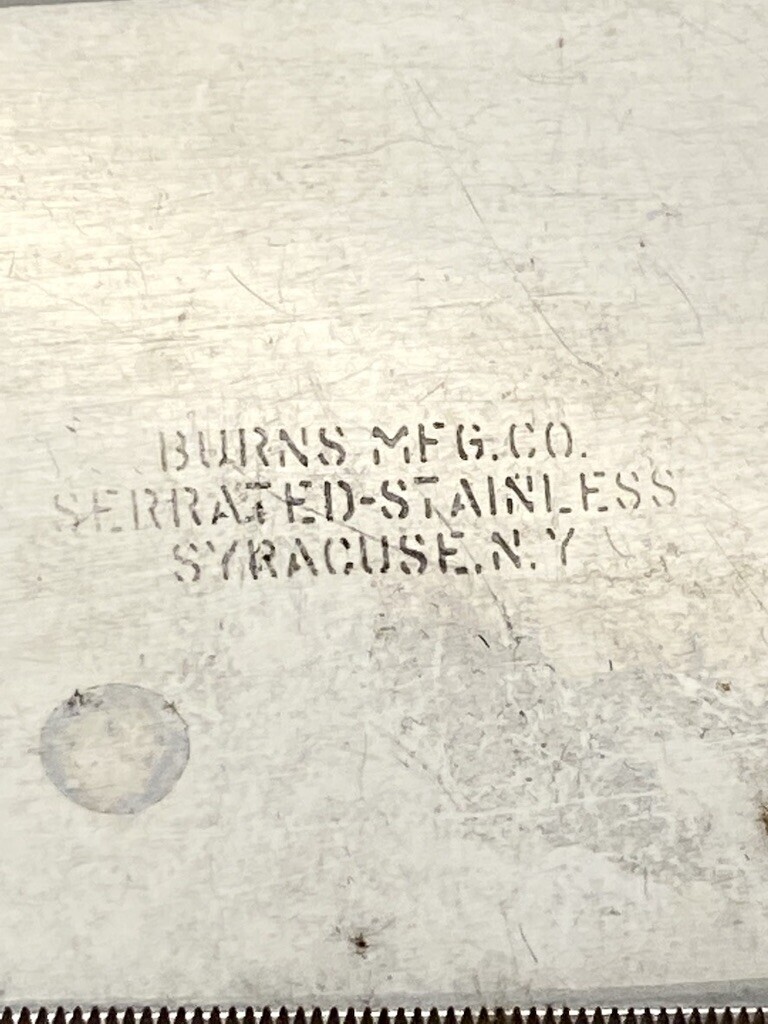 BURNS MFG.CO.
SERRATED-STAINLESS
SYRACUSE.N.Y